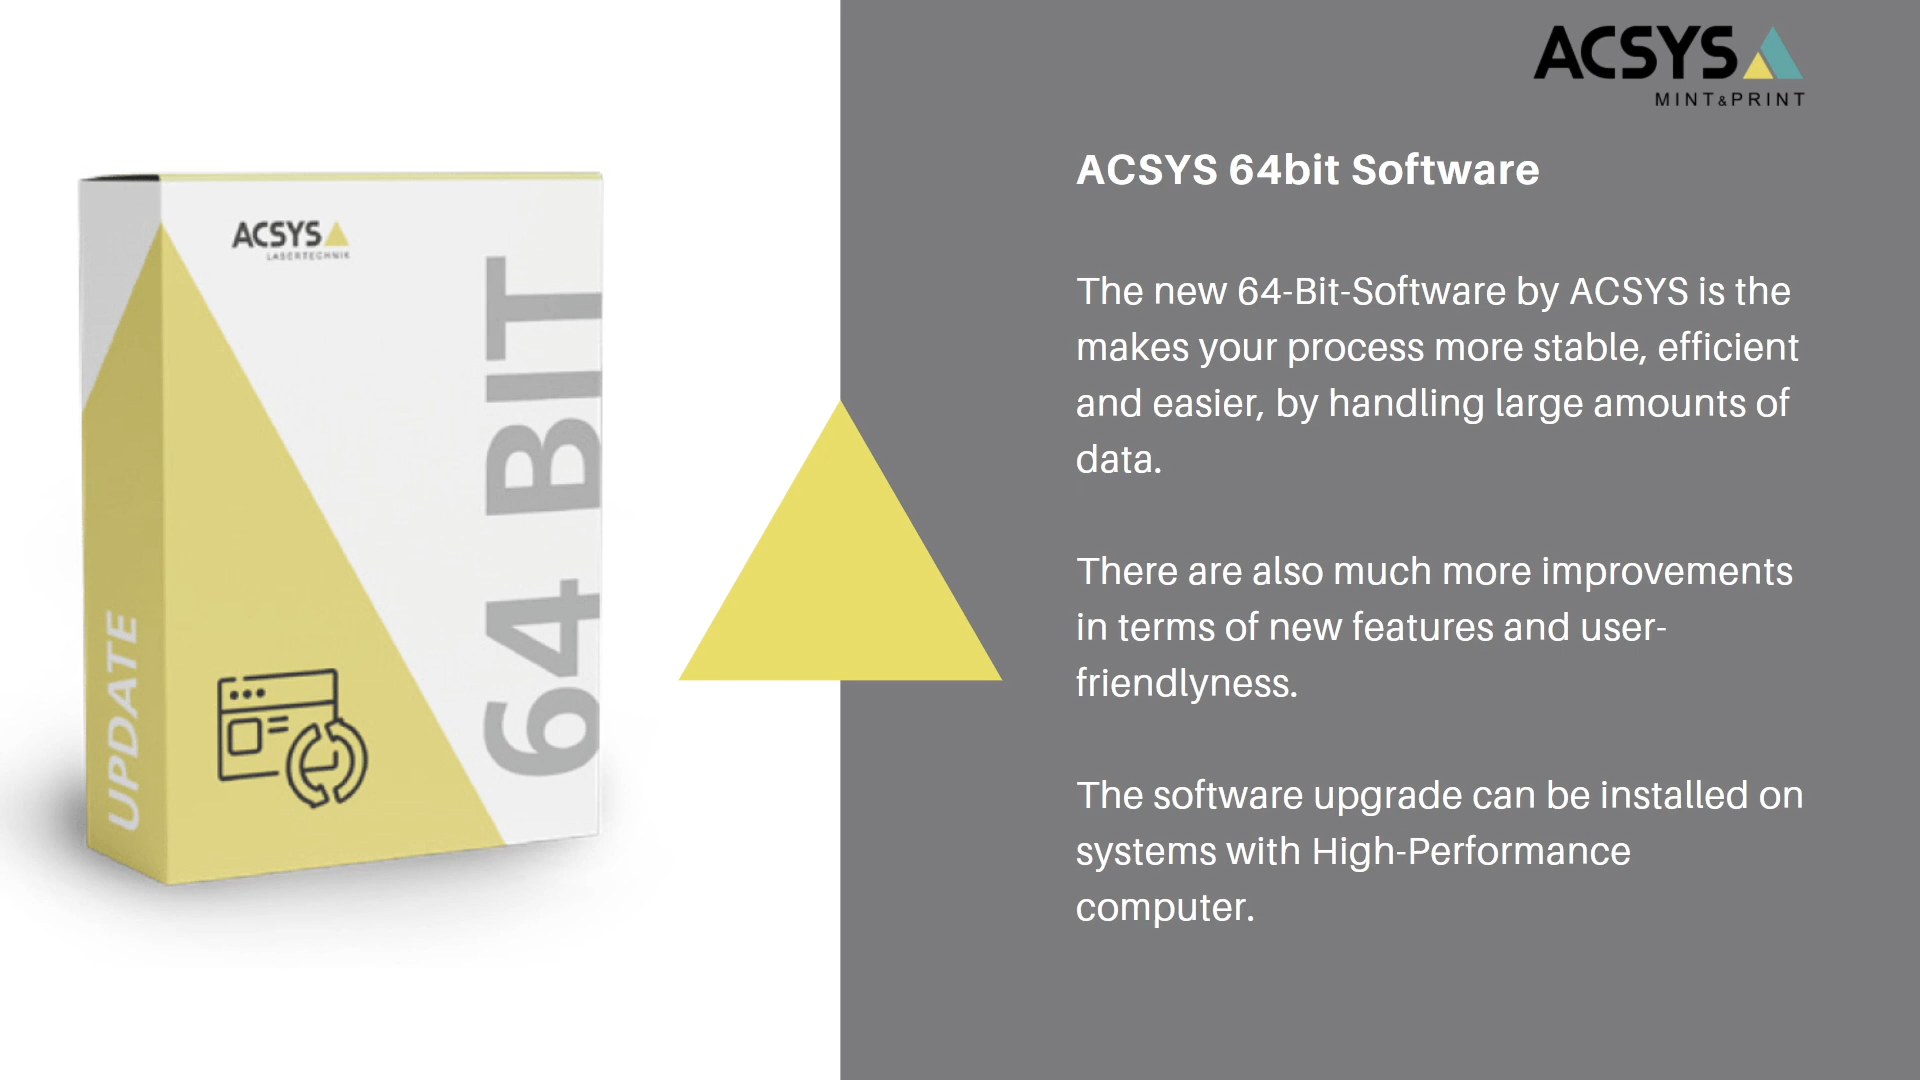 ACSYS
MINT&PRINT
ACSYS 64bit Software
The new 64-Bit-Software by ACSYS is the
makes your process more stable, efficient
and easier, by handling large amounts of
data.
There are also much more improvements
in terms of new features and user-
friendlyness.
The software upgrade can be installed on
systems with High-Performance
computer.
ACSYS
LASERTECHNIK
64 BIT
UPDATE